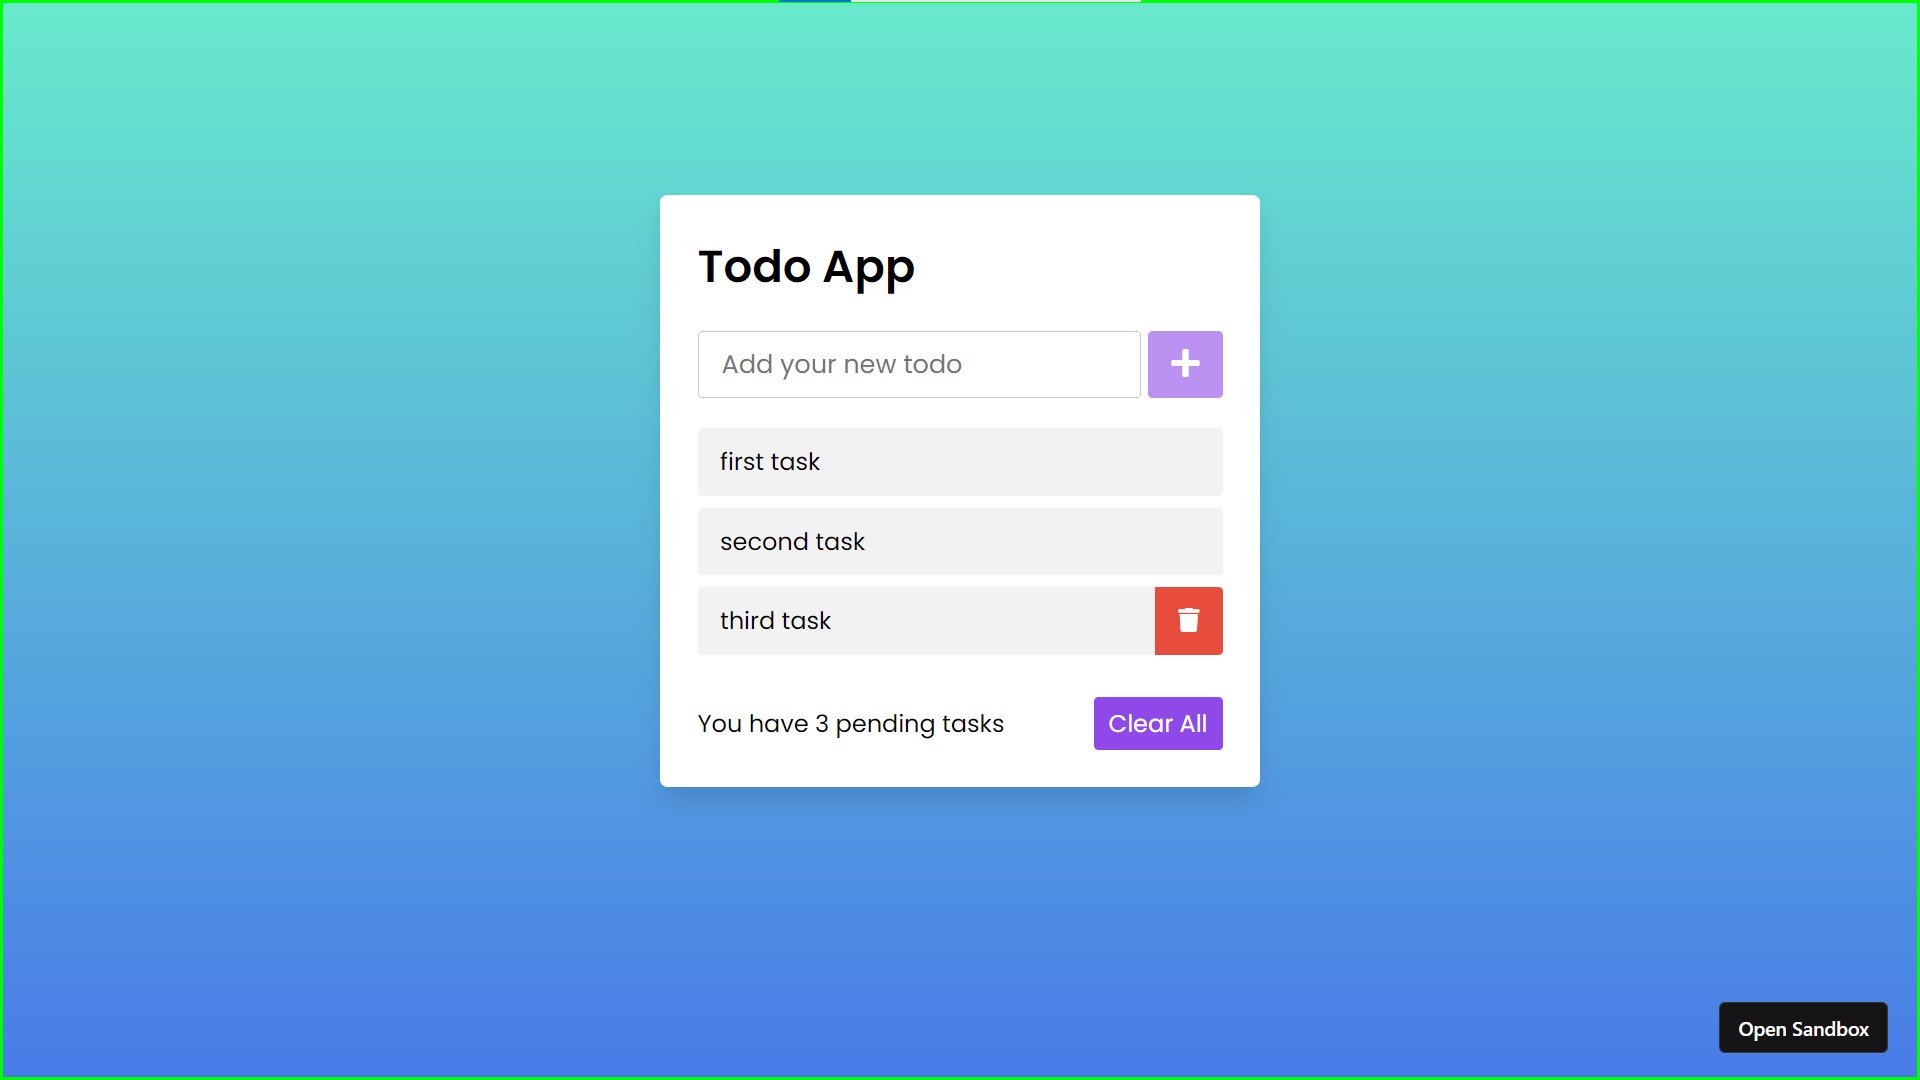 Todo App
Add your new todo
first task
second task
third task
You have 3 pending tasks
Clear All
Open Sandbox